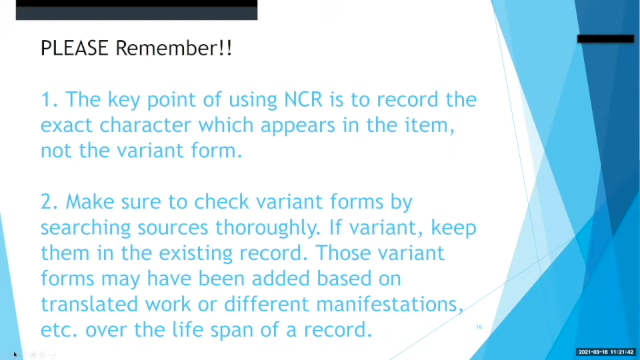 PLEASE Remember!!
1. The key point of using NCR is to record the
exact character which appears in the item,
not the variant form.
2. Make sure to check variant forms by
searching sources thoroughly. If variant, keep
them in the existing record. Those variant
forms may have been added based on
translated work or different manifestations,
etc. over the life span of a record.
16
2021-03-16 11:21:42